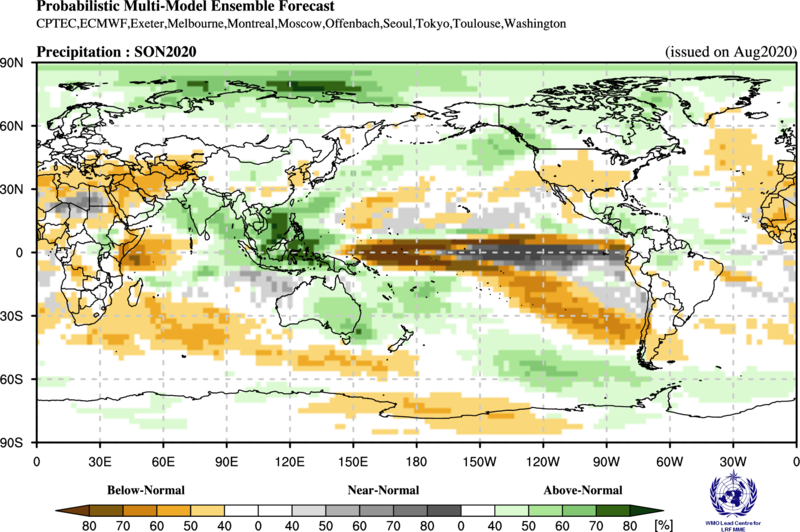 Probabilistic Multi-Model Ensemble Forecast
CPTEC,ECMWF,Exeter,Melbourne,Montreal,Moscow,Offenbach,Seoul,Tokyo,Toulouse,Washington
Precipitation : SON2020 (issued on Aug2020)
90N
60N
30N
0
30S
60S
90S
0 30E 60E 90E 120E 150E 180 150W 120W 90W 60W 30W 0
Below-Normal Near-Normal Above-Normal
80 70 60 50 40 0 40 50 60 70 80 0 40 50 60 70 80 [%]
WMO Lead Centre for
LRF MME